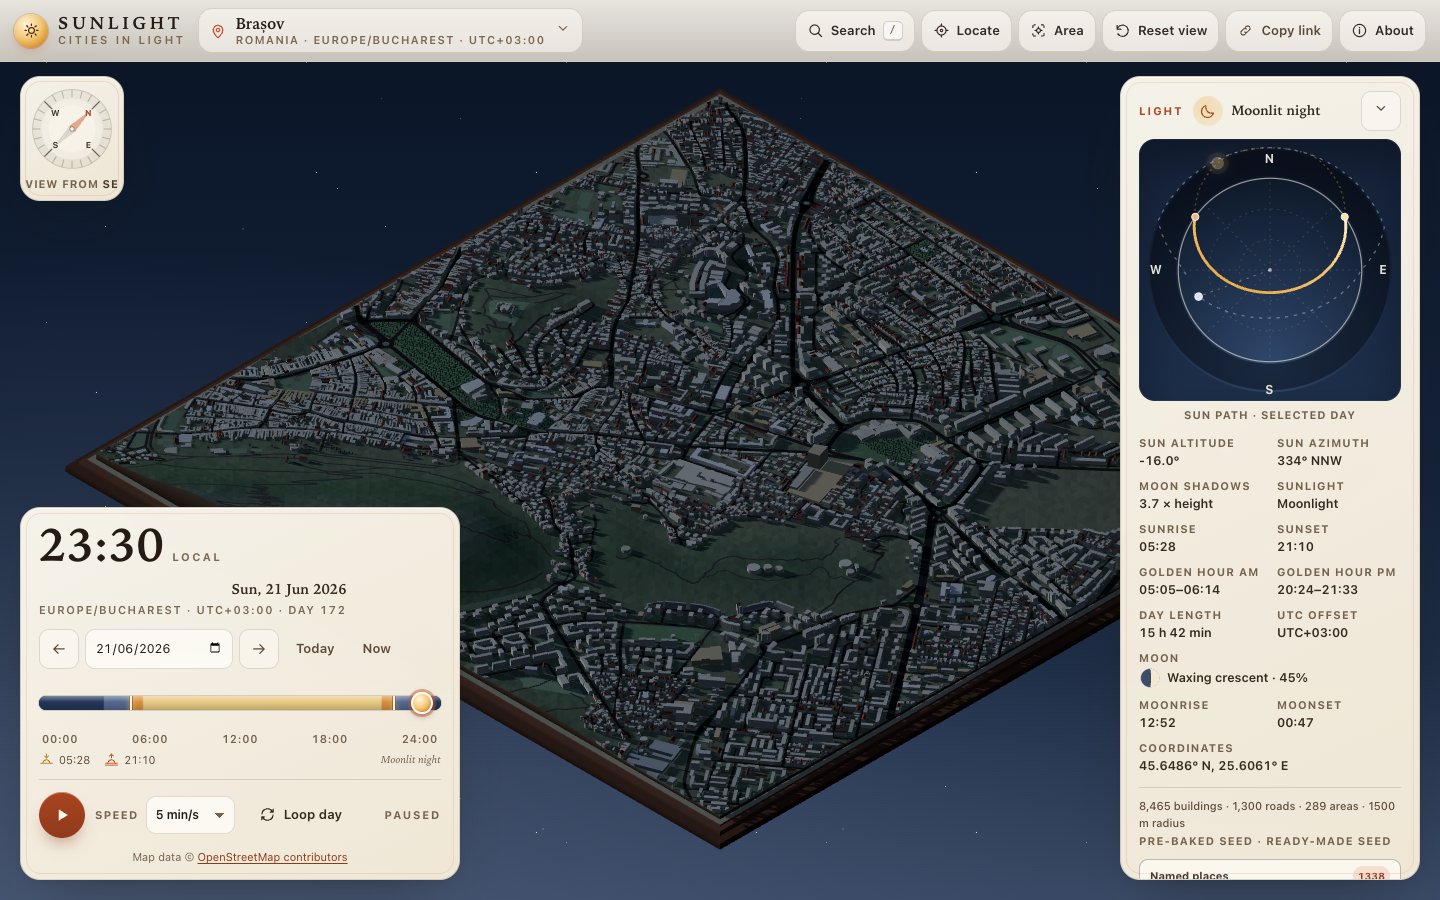 SUNLIGHT
CITIES IN LIGHT
Brașov
ROMANIA · EUROPE/BUCHAREST · UTC+03:00
Search /
Locate
Area
Reset view
Copy link
About
N
W
S
E
VIEW FROM SE
LIGHT
Moonlit night
N
W
E
S
SUN PATH · SELECTED DAY
SUN ALTITUDE
-16.0°
SUN AZIMUTH
334° NNW
MOON SHADOWS
3.7 × height
SUNLIGHT
Moonlight
SUNRISE
05:28
SUNSET
21:10
GOLDEN HOUR AM
05:05–06:14
GOLDEN HOUR PM
20:24–21:33
DAY LENGTH
15 h 42 min
UTC OFFSET
UTC+03:00
MOON
Waxing crescent · 45%
MOONRISE
12:52
MOONSET
00:47
COORDINATES
45.6486° N, 25.6061° E
8,465 buildings · 1,300 roads · 289 areas · 1500
m radius
PRE-BAKED SEED · READY-MADE SEED
Named places 1338
23:30 LOCAL
Sun, 21 Jun 2026
EUROPE/BUCHAREST · UTC+03:00 · DAY 172
21/06/2026
Today
Now
00:00 06:00 12:00 18:00 24:00
05:28 21:10
Moonlit night
SPEED 5 min/s
Loop day
PAUSED
Map data © OpenStreetMap contributors